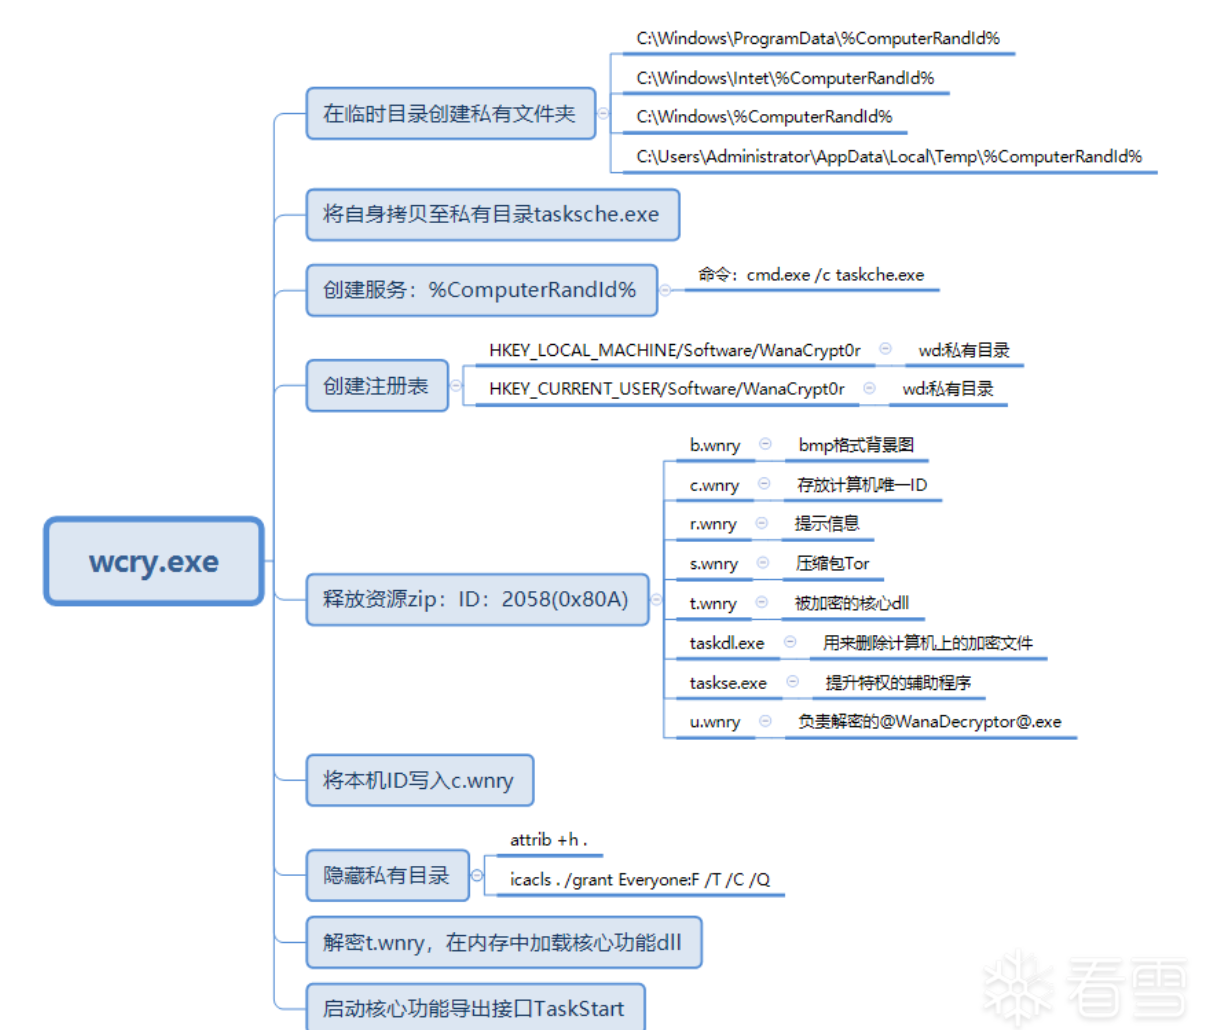 C:\Windows\ProgramData\%ComputerRandId%
C:\Windows\Intet\%ComputerRandId%
在临时目录创建私有文件夹
C:\Windows\%ComputerRandId%
C:\Users\Administrator\AppData\Local\Temp\%ComputerRandId%
将自身拷贝至私有目录tasksche.exe
创建服务：%ComputerRandId%
命令：cmd.exe /c taskche.exe
创建注册表
HKEY_LOCAL_MACHINE/Software/WanaCrypt0r wd:私有目录
HKEY_CURRENT_USER/Software/WanaCrypt0r wd:私有目录
wcry.exe
释放资源zip：ID：2058(0x80A)
b.wnry bmp格式背景图
c.wnry 存放计算机唯一ID
r.wnry 提示信息
s.wnry 压缩包Tor
t.wnry 被加密的核心dll
taskdl.exe 用来删除计算机上的加密文件
taskse.exe 提升特权的辅助程序
u.wnry 负责解密的@WanaDecryptor@.exe
将本机ID写入c.wnry
隐藏私有目录
attrib +h .
icacls . /grant Everyone:F /T /C /Q
解密t.wnry，在内存中加载核心功能dll
启动核心功能导出接口TaskStart
看雪